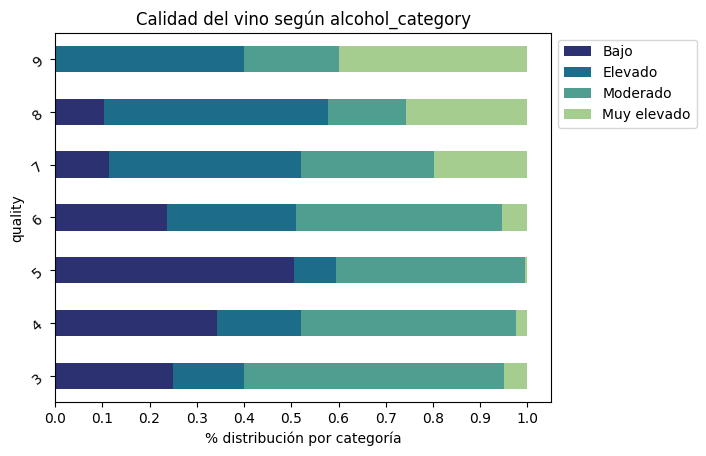 Calidad del vino según alcohol_category
Bajo
Elevado
Moderado
Muy elevado
quality
9
8
7
6
5
4
3
0.0 0.1 0.2 0.3 0.4 0.5 0.6 0.7 0.8 0.9 1.0
% distribución por categoría